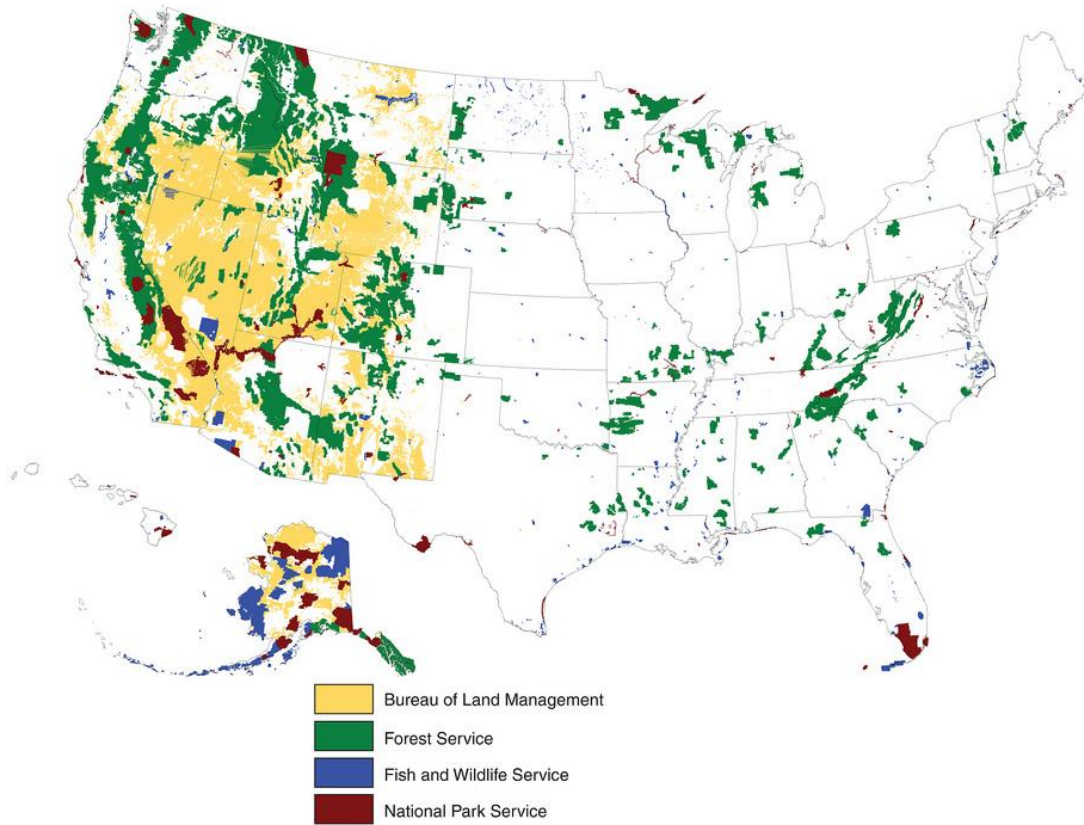 Bureau of Land Management
Forest Service
Fish and Wildlife Service
National Park Service